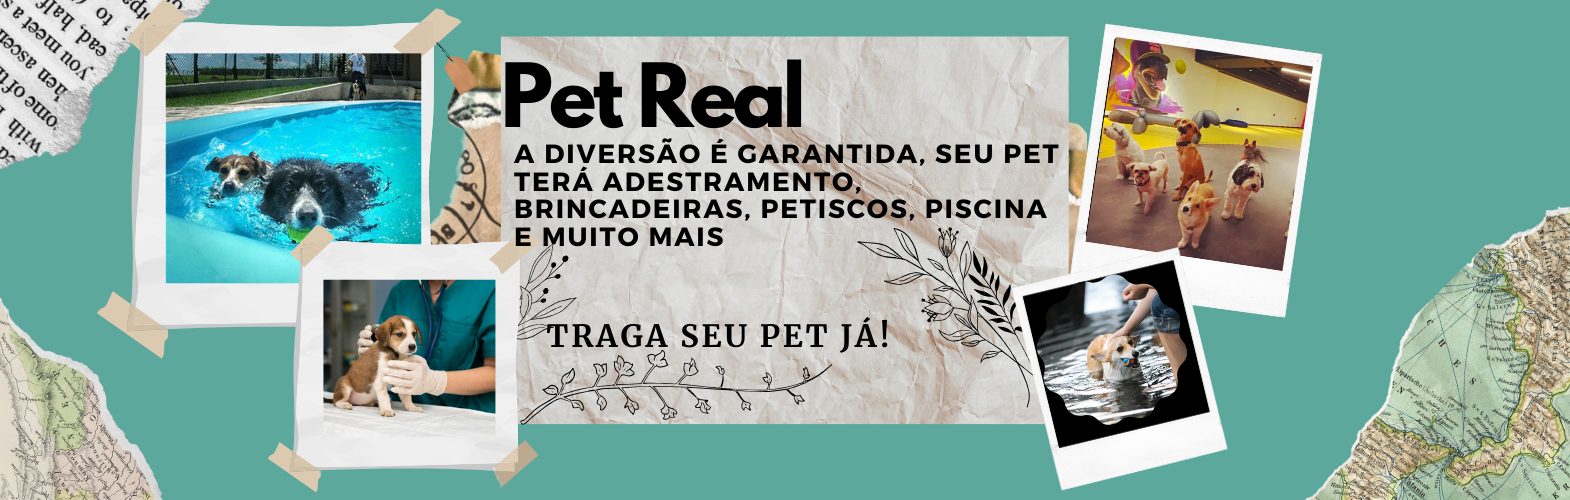 Pet Real
A DIVERSÃO É GARANTIDA, SEU PET
TERÁ ADESTRAMENTO,
BRINCADEIRAS, PETISCOS, PISCINA
E MUITO MAIS
TRAGA SEU PET JÁ!